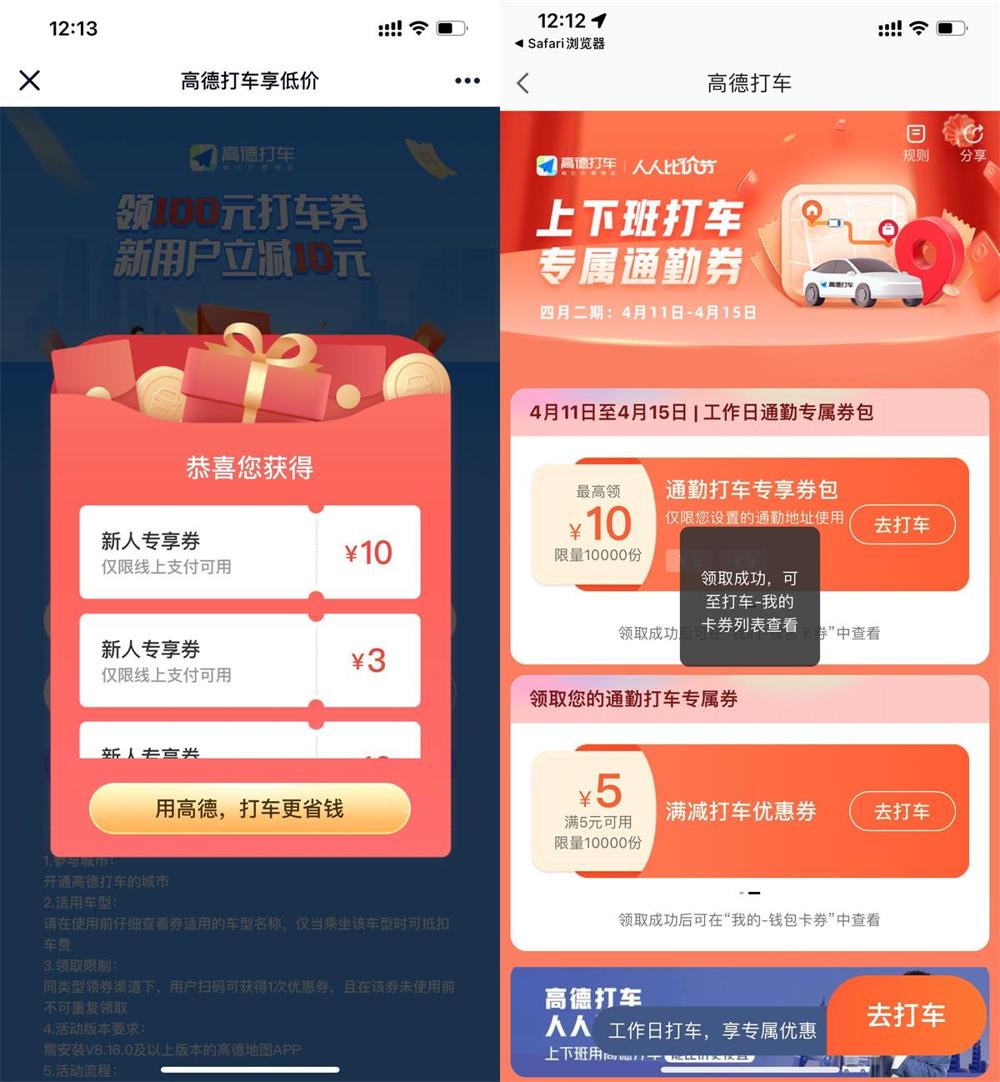 12:13
高德打车享低价
高德打车
领100元打车券
新用户立减10元
恭喜您获得
新人专享券
仅限线上支付可用
¥10
新人专享券
仅限线上支付可用
¥3
新人专享券
用高德，打车更省钱
1.参与城市：
开通高德打车的城市
2.适用车型：
请在使用前仔细查看券适用的车型名称，仅当乘坐该车型时可抵扣
车费
3.领取限制：
同类型领券渠道下，用户扫码可获得1次优惠券，且在该券未使用前
不可重复领取
4.活动版本要求：
需安装V8.16.0及以上版本的高德地图APP
5.活动流程：
12:12
Safari浏览器
高德打车
规则
分享
高德打车
人人比价节
上下班打车
专属通勤券
四月二期：4月11日-4月15日
高德打车
4月11日至4月15日 | 工作日通勤专属券包
最高领
¥10
限量10000份
通勤打车专享券包
仅限您设置的通勤地址使用
去打车
领取成功，可
至打车-我的
卡券列表查看
领取成功后可在“我的-钱包卡券”中查看
领取您的通勤打车专属券
¥5
满5元可用
限量10000份
满减打车优惠券
去打车
领取成功后可在“我的-钱包卡券”中查看
高德打车
人人
工作日打车，享专属优惠
去打车
上下班用高德打车